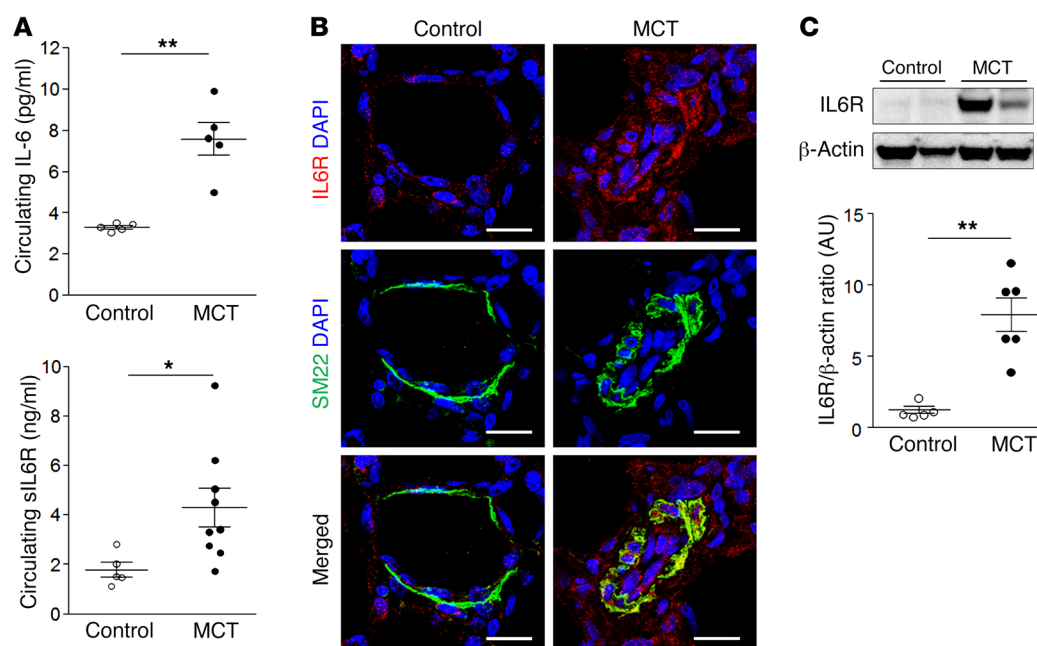 A
Circulating IL-6 (pg/ml)
12
10
8
6
4
2
0
**
Control
MCT
Circulating sIL6R (ng/ml)
10
8
6
4
2
0
*
Control
MCT
B
Control
MCT
IL6R DAPI
SM22 DAPI
Merged
C
Control
MCT
IL6R
β-Actin
IL6R/β-actin ratio (AU)
15
10
5
0
**
Control
MCT